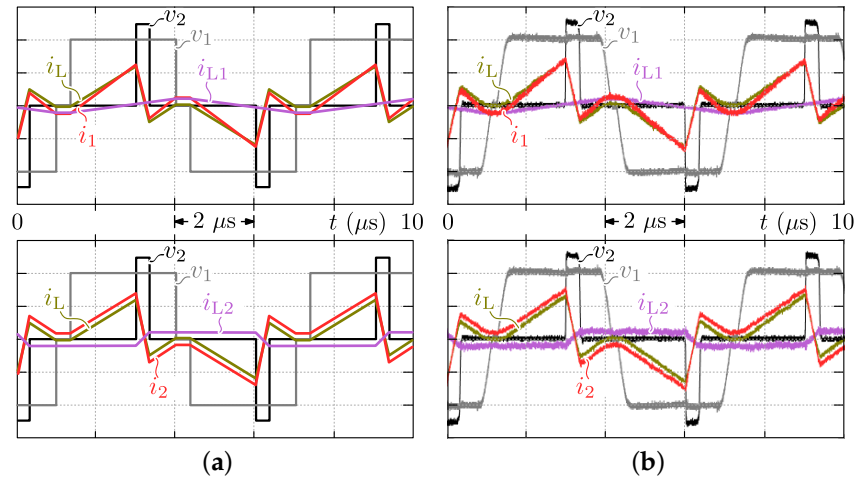 v2 v2
v1 v1
iL iL1 iL iL1
i1 i1
0 2 μs t (μs) 10 0 2 μs t (μs) 10
v2 v2
v1 v1
iL iL2 iL iL2
i2 i2
(a) (b)